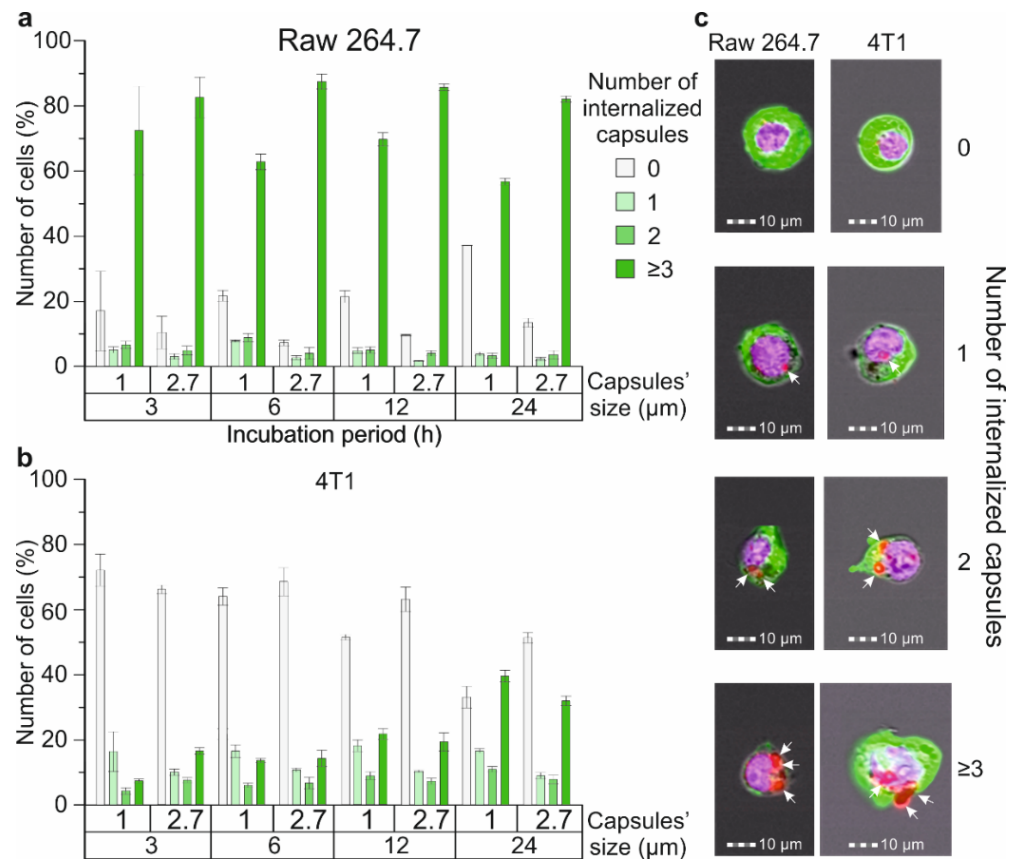 a
Raw 264.7
Number of cells (%)
100
80
60
40
20
0
Number of
internalized
capsules
0
1
2
≥3
1 2.7 1 2.7 1 2.7 1 2.7 Capsules'
3 6 12 24 size (µm)
Incubation period (h)
b
4T1
Number of cells (%)
100
80
60
40
20
0
1 2.7 1 2.7 1 2.7 1 2.7 Capsules'
3 6 12 24 size (µm)
c
Raw 264.7 4T1
0
10 µm 10 µm
1
10 µm 10 µm
2
10 µm 10 µm
≥3
10 µm 10 µm
Number of internalized capsules